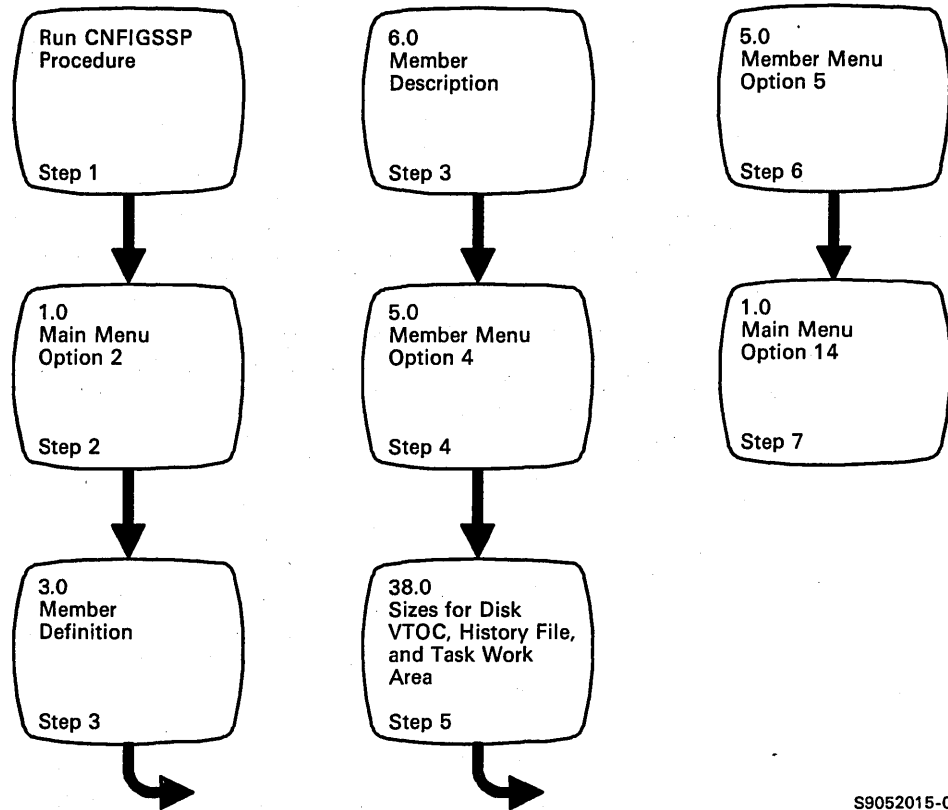 Run CNFIGSSP
Procedure
Step 1
1.0
Main Menu
Option 2
Step 2
3.0
Member
Definition
Step 3
6.0
Member
Description
Step 3
5.0
Member Menu
Option 4
Step 4
38.0
Sizes for Disk
VTOC, History File,
and Task Work
Area
Step 5
5.0
Member Menu
Option 5
Step 6
1.0
Main Menu
Option 14
Step 7